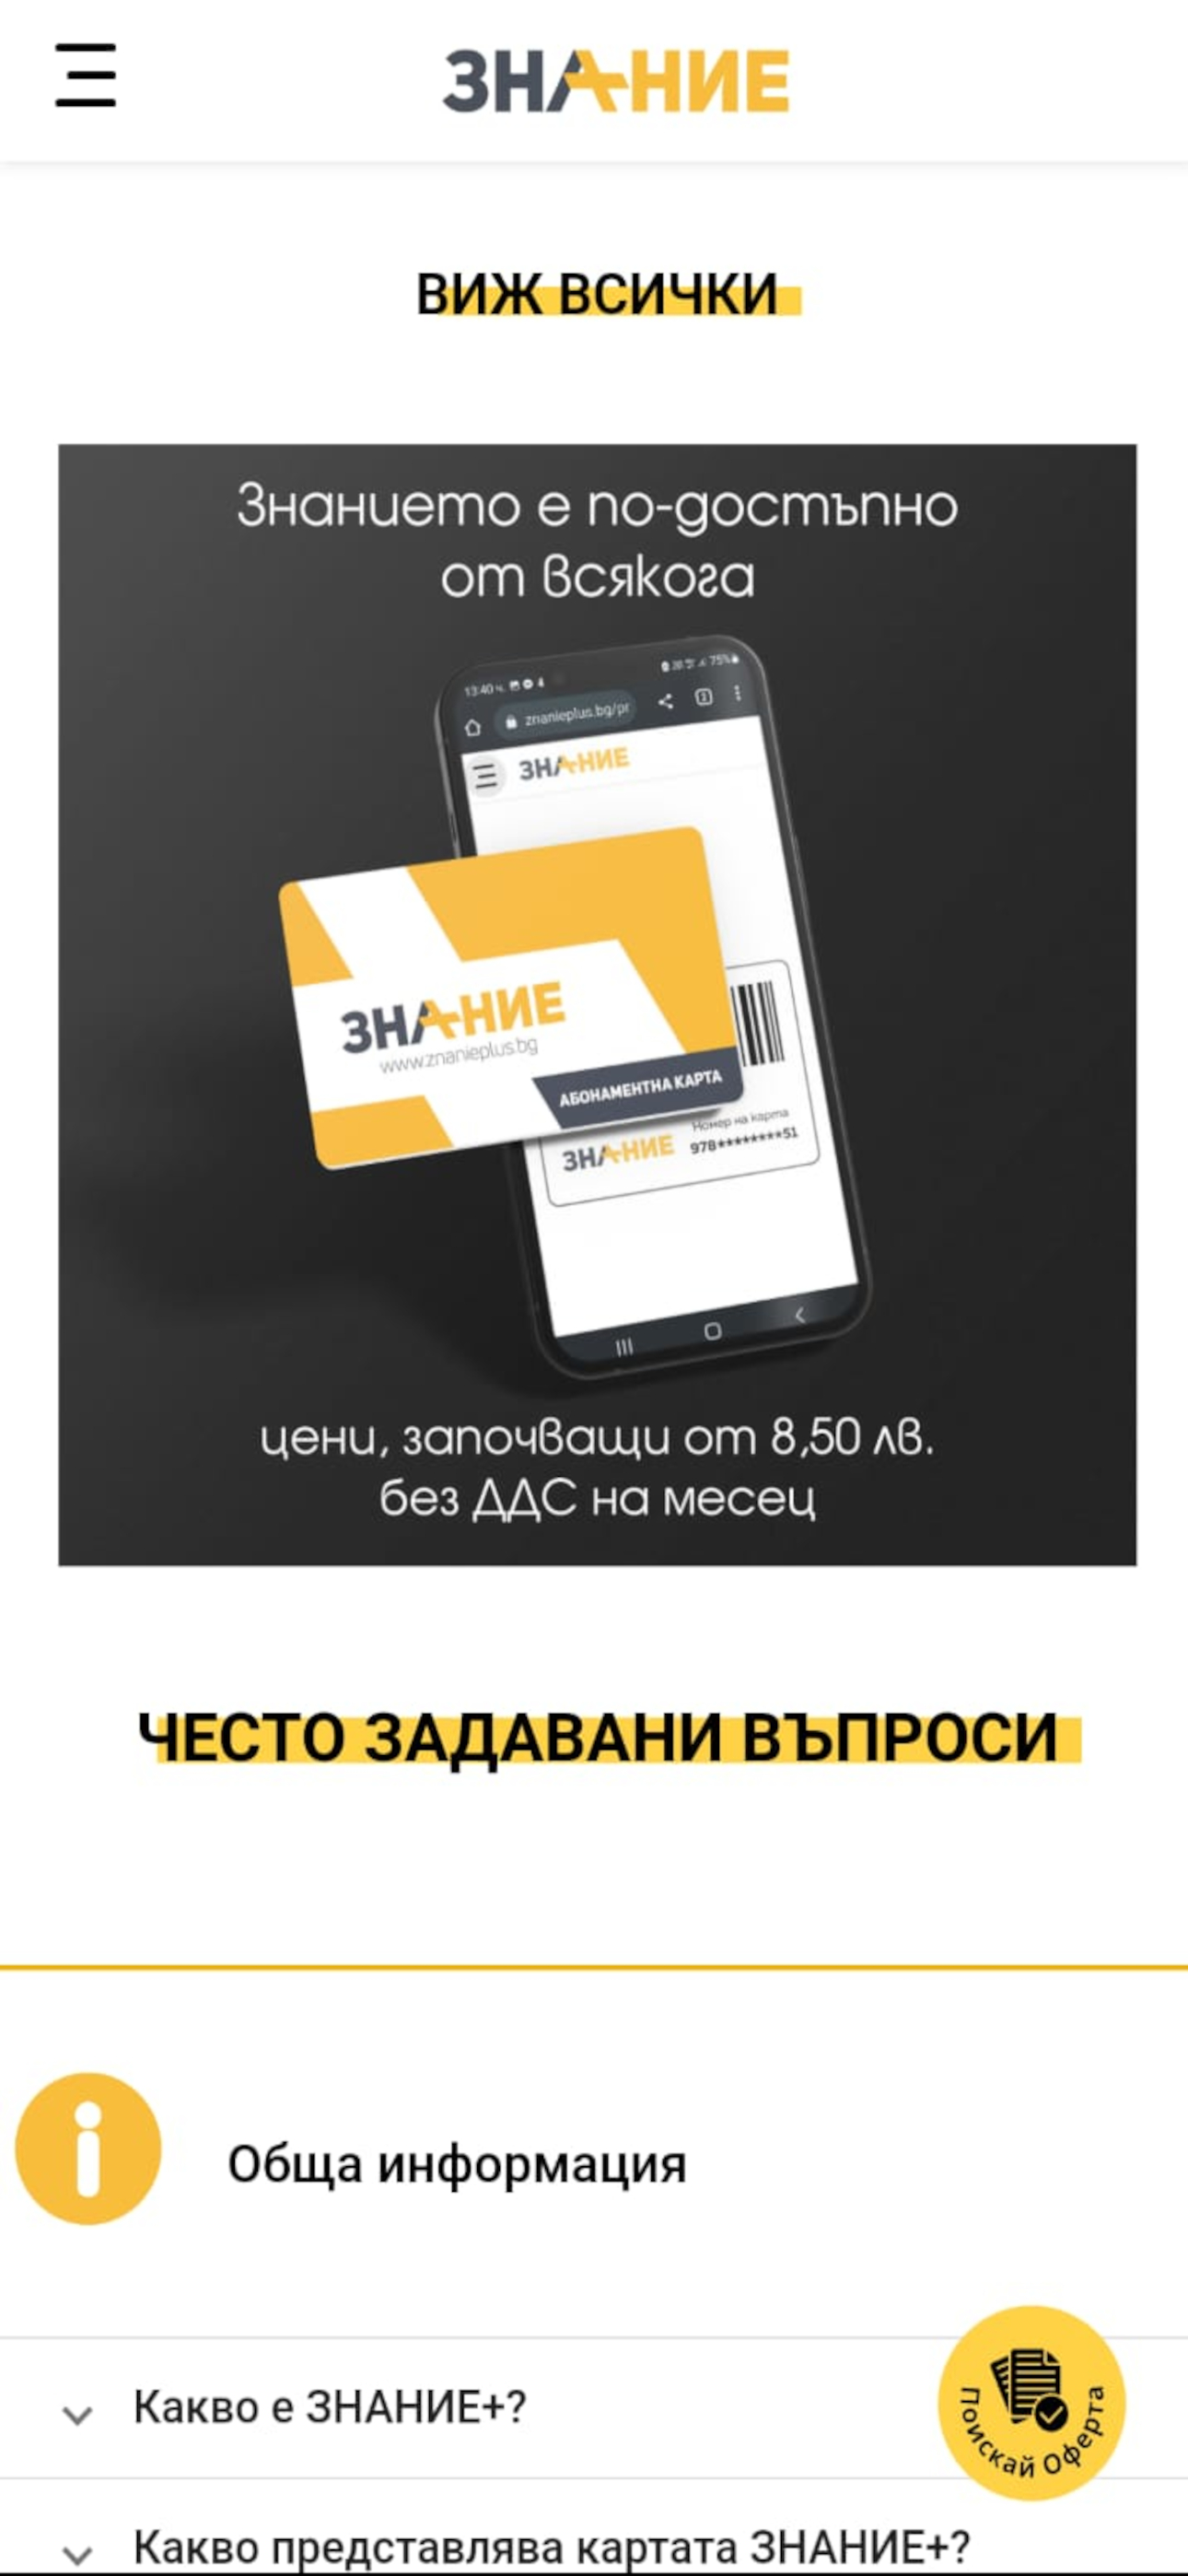 ЗНАНИЕ
ВИЖ ВСИЧКИ
Знанието е по-достъпно
от всякога
13:40 ч.
75%
znanieplus.bg/pr
ЗНАНИЕ
ЗНАНИЕ
www.znanieplus.bg
АБОНАМЕНТНА КАРТА
Номер на карта
ЗНАНИЕ 978********51
цени, започващи от 8,50 лв.
без ДДС на месец
ЧЕСТО ЗАДАВАНИ ВЪПРОСИ
Обща информация
Какво е ЗНАНИЕ+?
Поискай Оферта
Какво представлява картата ЗНАНИЕ+?